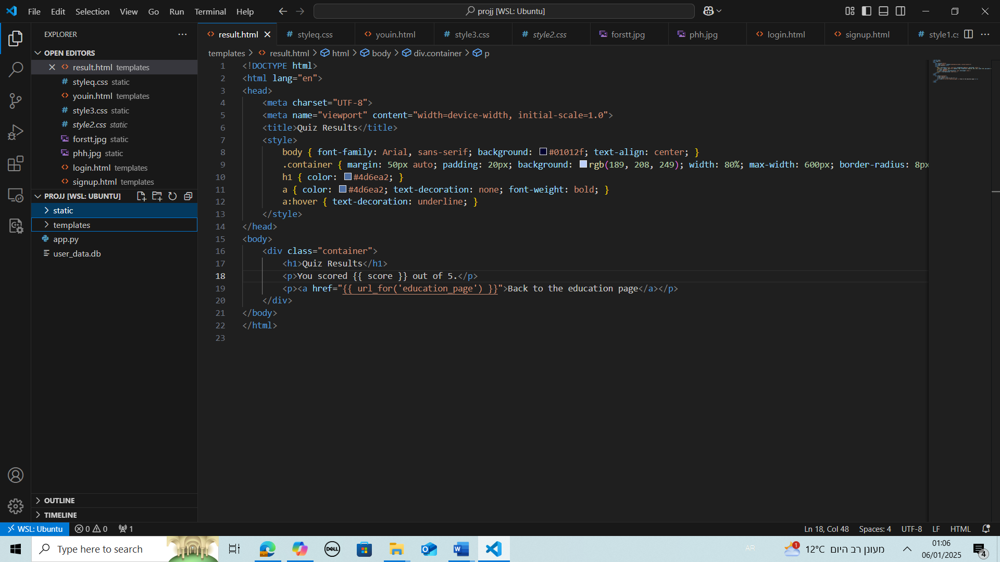 File Edit Selection View Go Run Terminal Help
projj [WSL: Ubuntu]
EXPLORER
OPEN EDITORS
result.html templates
styleq.css static
youin.html templates
style3.css static
style2.css static
forstt.jpg static
phh.jpg static
login.html templates
signup.html templates
PROJJ [WSL: UBUNTU]
static
templates
app.py
user_data.db
OUTLINE
TIMELINE
result.html styleq.css youin.html style3.css style2.css forstt.jpg phh.jpg login.html signup.html style1.cs
templates > result.html > html > body > div.container > p
1 <!DOCTYPE html>
2 <html lang="en">
3 <head>
4 <meta charset="UTF-8">
5 <meta name="viewport" content="width=device-width, initial-scale=1.0">
6 <title>Quiz Results</title>
7 <style>
8 body { font-family: Arial, sans-serif; background: #01012f; text-align: center; }
9 .container { margin: 50px auto; padding: 20px; background: rgb(189, 208, 249); width: 80%; max-width: 600px; border-radius: 8px
10 h1 { color: #4d6ea2; }
11 a { color: #4d6ea2; text-decoration: none; font-weight: bold; }
12 a:hover { text-decoration: underline; }
13 </style>
14 </head>
15 <body>
16 <div class="container">
17 <h1>Quiz Results</h1>
18 <p>You scored {{ score }} out of 5.</p>
19 <p><a href="{{ url_for('education_page') }}">Back to the education page</a></p>
20 </div>
21 </body>
22 </html>
23
WSL: Ubuntu 0 0 1
Ln 18, Col 48 Spaces: 4 UTF-8 LF HTML
Type here to search
DELL
AR
1
12°C מעונן רב היום
01:06
06/01/2025
4